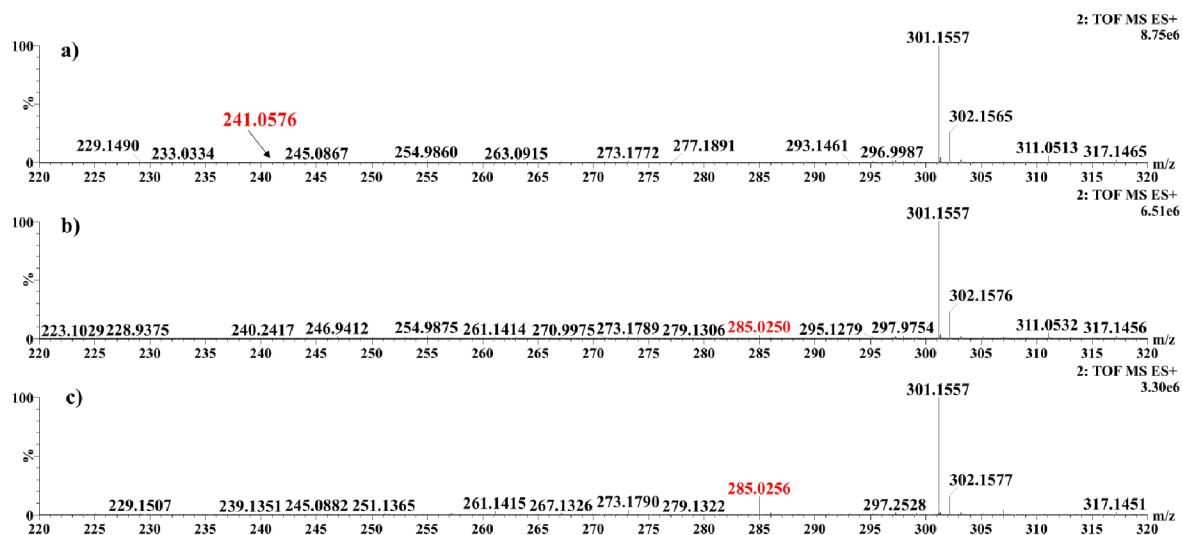 2: TOF MS ES+
8.75e6
100
a)
301.1557
%
241.0576
302.1565
229.1490 233.0334 245.0867 254.9860 263.0915 273.1772 277.1891 293.1461 296.9987 311.0513 317.1465
0
m/z
220 225 230 235 240 245 250 255 260 265 270 275 280 285 290 295 300 305 310 315 320
2: TOF MS ES+
6.51e6
100
b)
301.1557
%
302.1576
223.1029 228.9375 240.2417 246.9412 254.9875 261.1414 270.9975 273.1789 279.1306 285.0250 295.1279 297.9754 311.0532 317.1456
0
m/z
220 225 230 235 240 245 250 255 260 265 270 275 280 285 290 295 300 305 310 315 320
2: TOF MS ES+
3.30e6
100
c)
301.1557
%
285.0256
302.1577
229.1507 239.1351 245.0882 251.1365 261.1415 267.1326 273.1790 279.1322 297.2528 317.1451
0
m/z
220 225 230 235 240 245 250 255 260 265 270 275 280 285 290 295 300 305 310 315 320